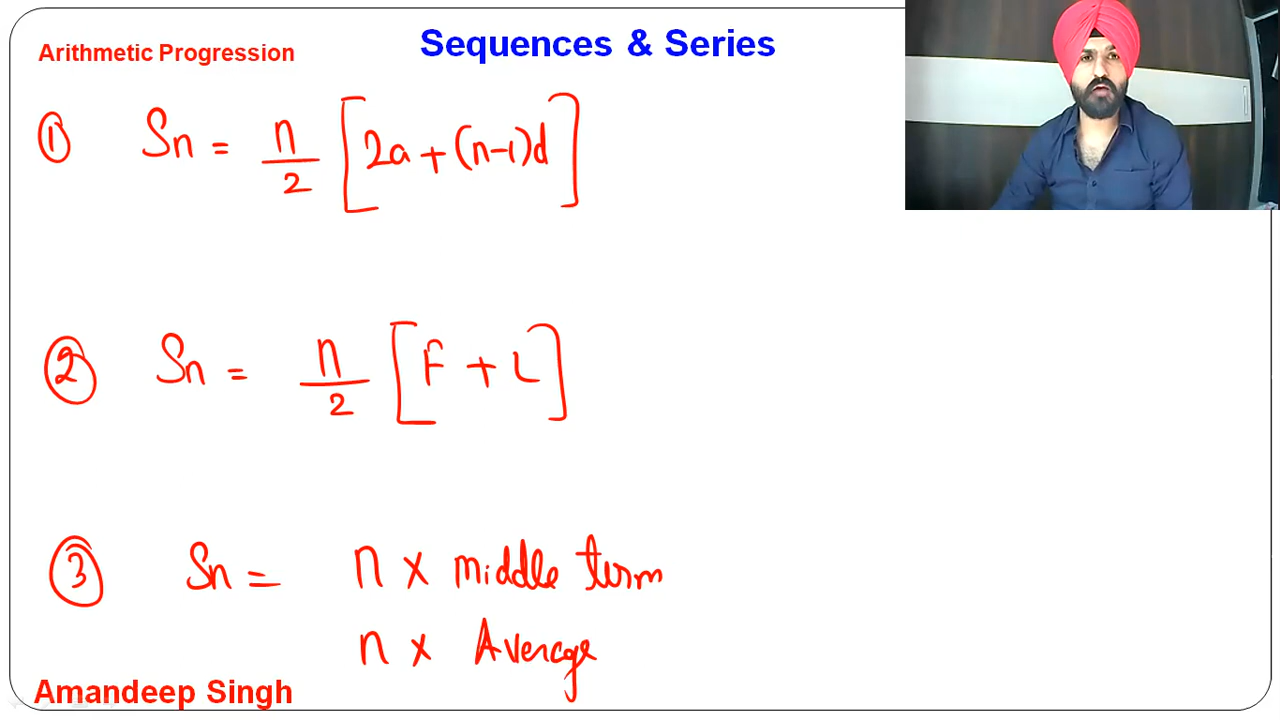 Arithmetic Progression
Sequences & Series
① Sn = n/2 [2a + (n-1)d]
② Sn = n/2 [F + L]
③ Sn = n × middle term
n × Average
Amandeep Singh